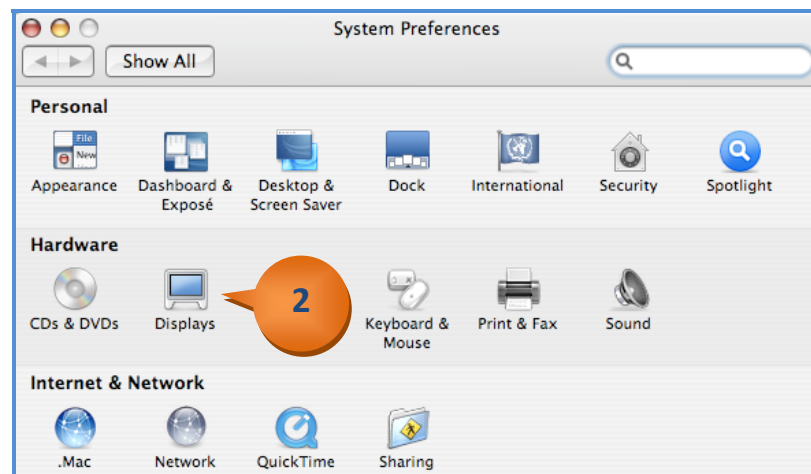 System Preferences
Show All
Personal
File
New
Appearance Dashboard & Exposé Desktop & Screen Saver Dock International Security Spotlight
Hardware
2
CDs & DVDs Displays Keyboard & Mouse Print & Fax Sound
Internet & Network
.Mac Network QuickTime Sharing